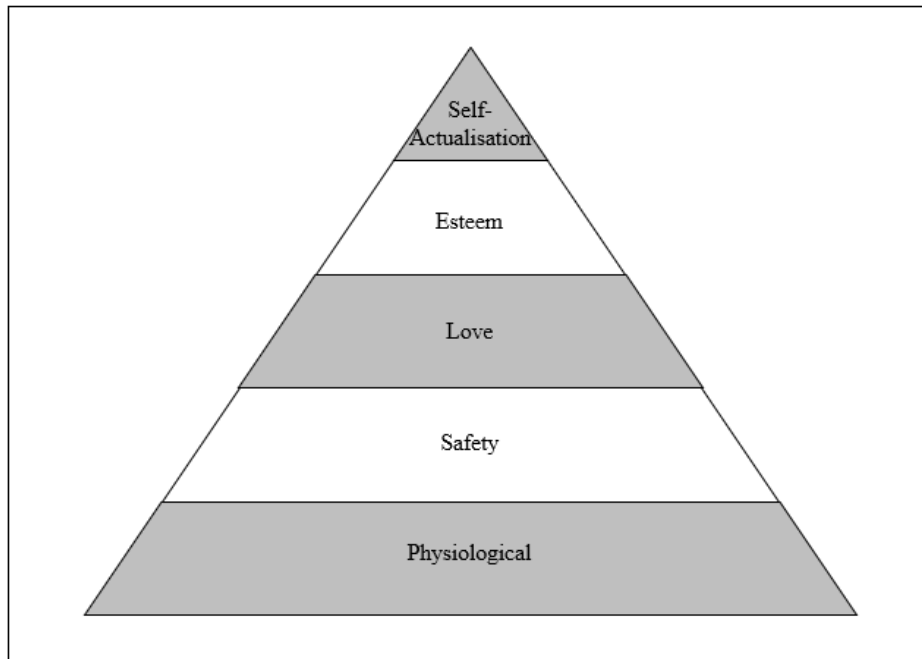 Self-
Actualisation
Esteem
Love
Safety
Physiological